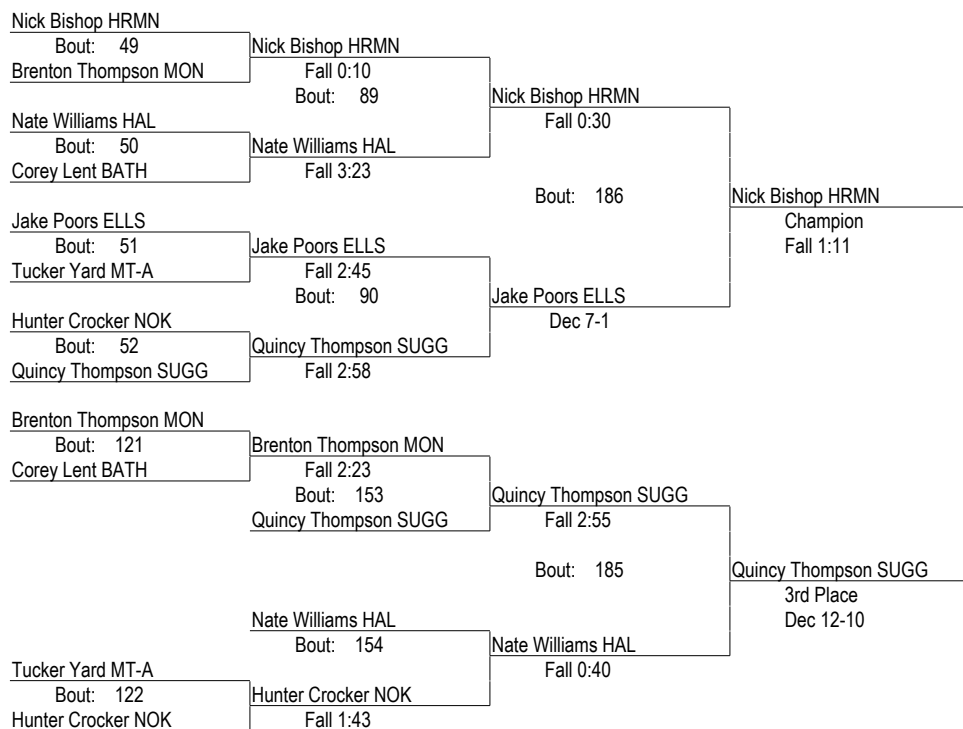 Nick Bishop HRMN
Bout: 49
Nick Bishop HRMN
Brenton Thompson MON
Fall 0:10
Bout: 89
Nick Bishop HRMN
Nate Williams HAL
Fall 0:30
Bout: 50
Nate Williams HAL
Corey Lent BATH
Fall 3:23
Bout: 186
Nick Bishop HRMN
Jake Poors ELLS
Champion
Bout: 51
Jake Poors ELLS
Fall 1:11
Tucker Yard MT-A
Fall 2:45
Bout: 90
Jake Poors ELLS
Hunter Crocker NOK
Dec 7-1
Bout: 52
Quincy Thompson SUGG
Quincy Thompson SUGG
Fall 2:58
Brenton Thompson MON
Bout: 121
Brenton Thompson MON
Corey Lent BATH
Fall 2:23
Bout: 153
Quincy Thompson SUGG
Quincy Thompson SUGG
Fall 2:55
Bout: 185
Quincy Thompson SUGG
3rd Place
Nate Williams HAL
Dec 12-10
Bout: 154
Nate Williams HAL
Tucker Yard MT-A
Fall 0:40
Bout: 122
Hunter Crocker NOK
Hunter Crocker NOK
Fall 1:43